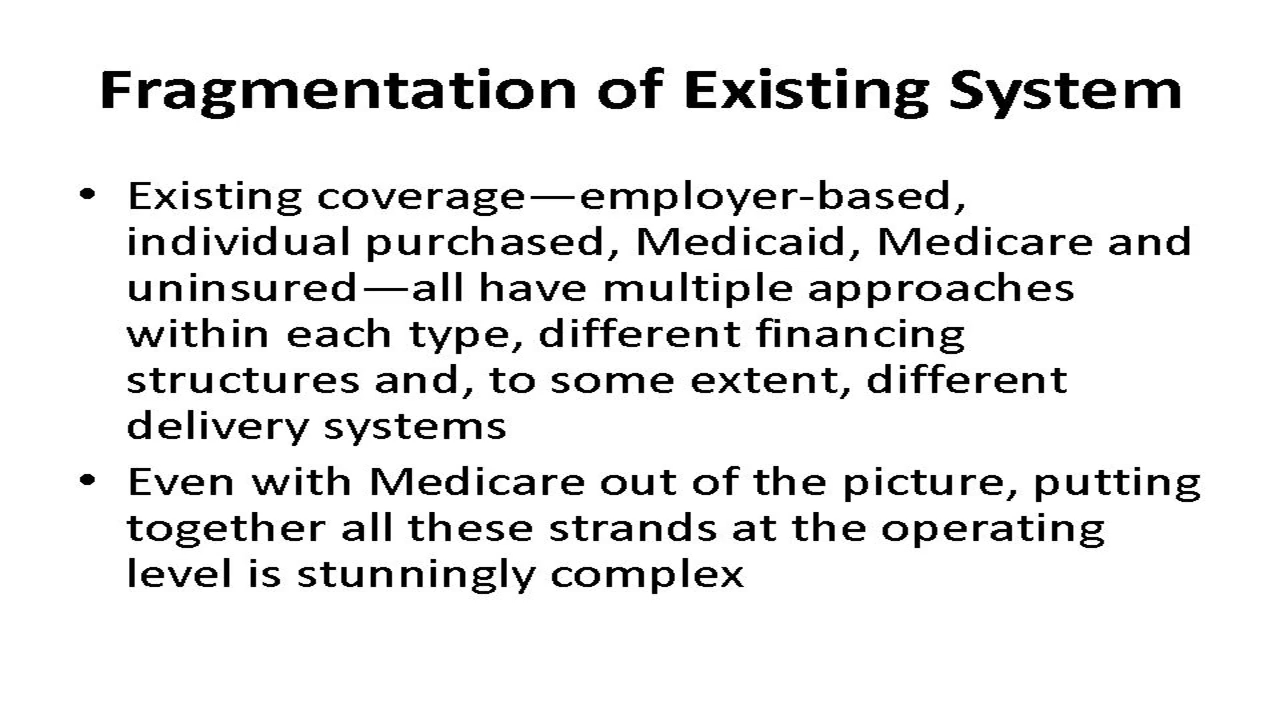 Fragmentation of Existing System
• Existing coverage—employer-based,
individual purchased, Medicaid, Medicare and
uninsured—all have multiple approaches
within each type, different financing
structures and, to some extent, different
delivery systems
• Even with Medicare out of the picture, putting
together all these strands at the operating
level is stunningly complex